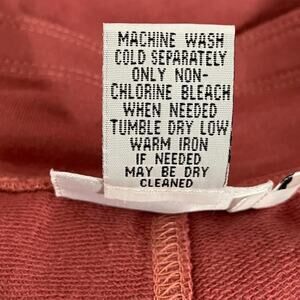 MACHINE WASH
COLD SEPARATELY
ONLY NON-
CHLORINE BLEACH
WHEN NEEDED
TUMBLE DRY LOW
WARM IRON
IF NEEDED
MAY BE DRY
CLEANED